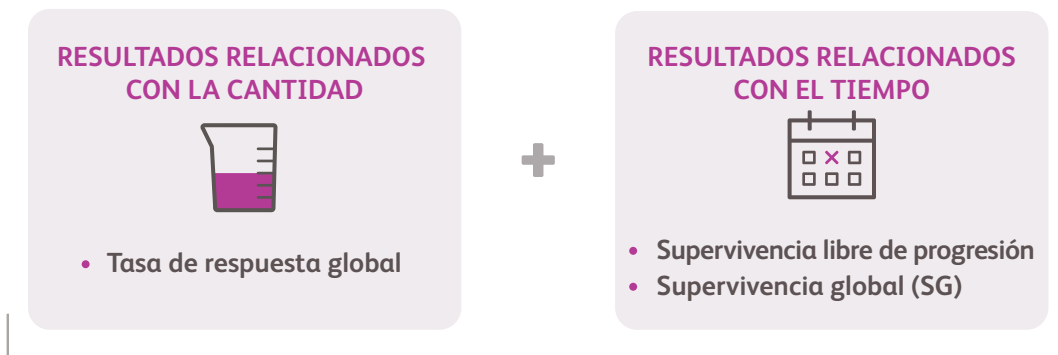 RESULTADOS RELACIONADOS
CON LA CANTIDAD
• Tasa de respuesta global
RESULTADOS RELACIONADOS
CON EL TIEMPO
• Supervivencia libre de progresión
• Supervivencia global (SG)